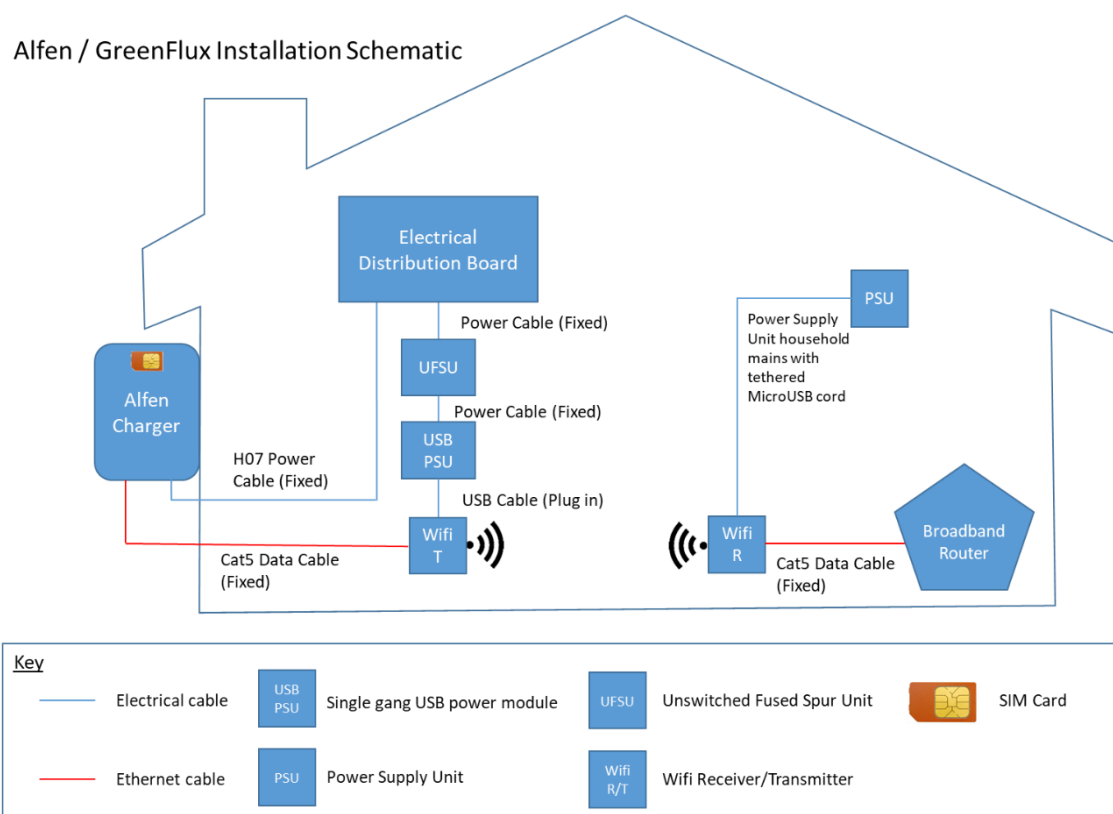 Alfen / GreenFlux Installation Schematic
Electrical
Distribution Board
Power Cable (Fixed)
UFSU
Power Cable (Fixed)
USB
PSU
USB Cable (Plug in)
Wifi
T
Alfen
Charger
H07 Power
Cable (Fixed)
Cat5 Data Cable
(Fixed)
PSU
Power Supply
Unit household
mains with
tethered
MicroUSB cord
Wifi
R
Cat5 Data Cable
(Fixed)
Broadband
Router
Key
Electrical cable
USB
PSU
Single gang USB power module
UFSU
Unswitched Fused Spur Unit
SIM Card
Ethernet cable
PSU
Power Supply Unit
Wifi
R/T
Wifi Receiver/Transmitter